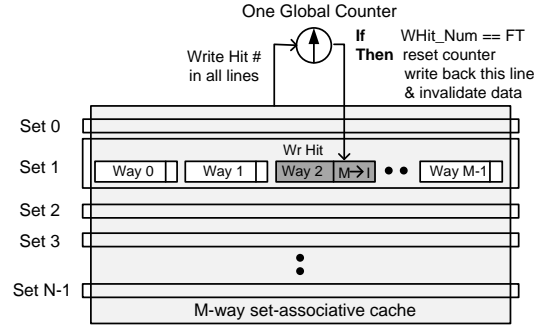 One Global Counter
If WHit_Num == FT
Then reset counter
write back this line
& invalidate data
Write Hit #
in all lines
Set 0
Wr Hit
Set 1 Way 0 Way 1 Way 2 M→I Way M-1
Set 2
Set 3
Set N-1
M-way set-associative cache